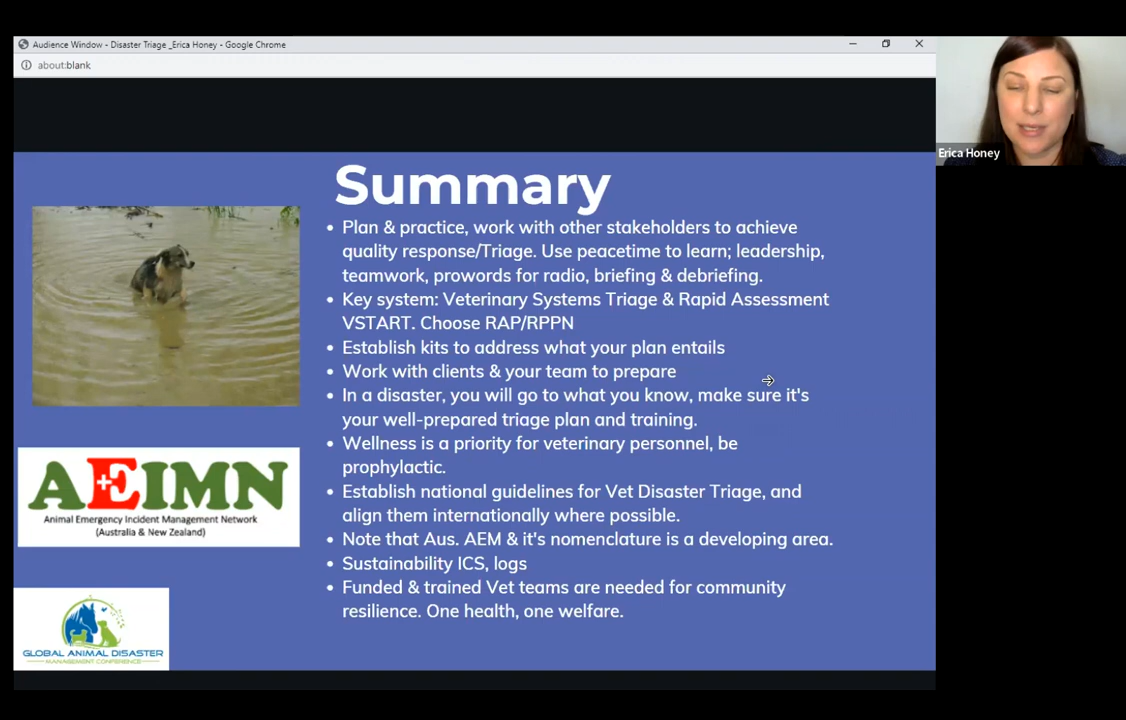 Audience Window - Disaster Triage _Erica Honey - Google Chrome
about:blank
Erica Honey
Summary
• Plan & practice, work with other stakeholders to achieve
quality response/Triage. Use peacetime to learn; leadership,
teamwork, prowords for radio, briefing & debriefing.
• Key system: Veterinary Systems Triage & Rapid Assessment
VSTART. Choose RAP/RPPN
• Establish kits to address what your plan entails
• Work with clients & your team to prepare
• In a disaster, you will go to what you know, make sure it's
your well-prepared triage plan and training.
• Wellness is a priority for veterinary personnel, be
prophylactic.
• Establish national guidelines for Vet Disaster Triage, and
align them internationally where possible.
• Note that Aus. AEM & it's nomenclature is a developing area.
• Sustainability ICS, logs
• Funded & trained Vet teams are needed for community
resilience. One health, one welfare.
AEIMN
Animal Emergency Incident Management Network
(Australia & New Zealand)
GLOBAL ANIMAL DISASTER
MANAGEMENT CONFERENCE